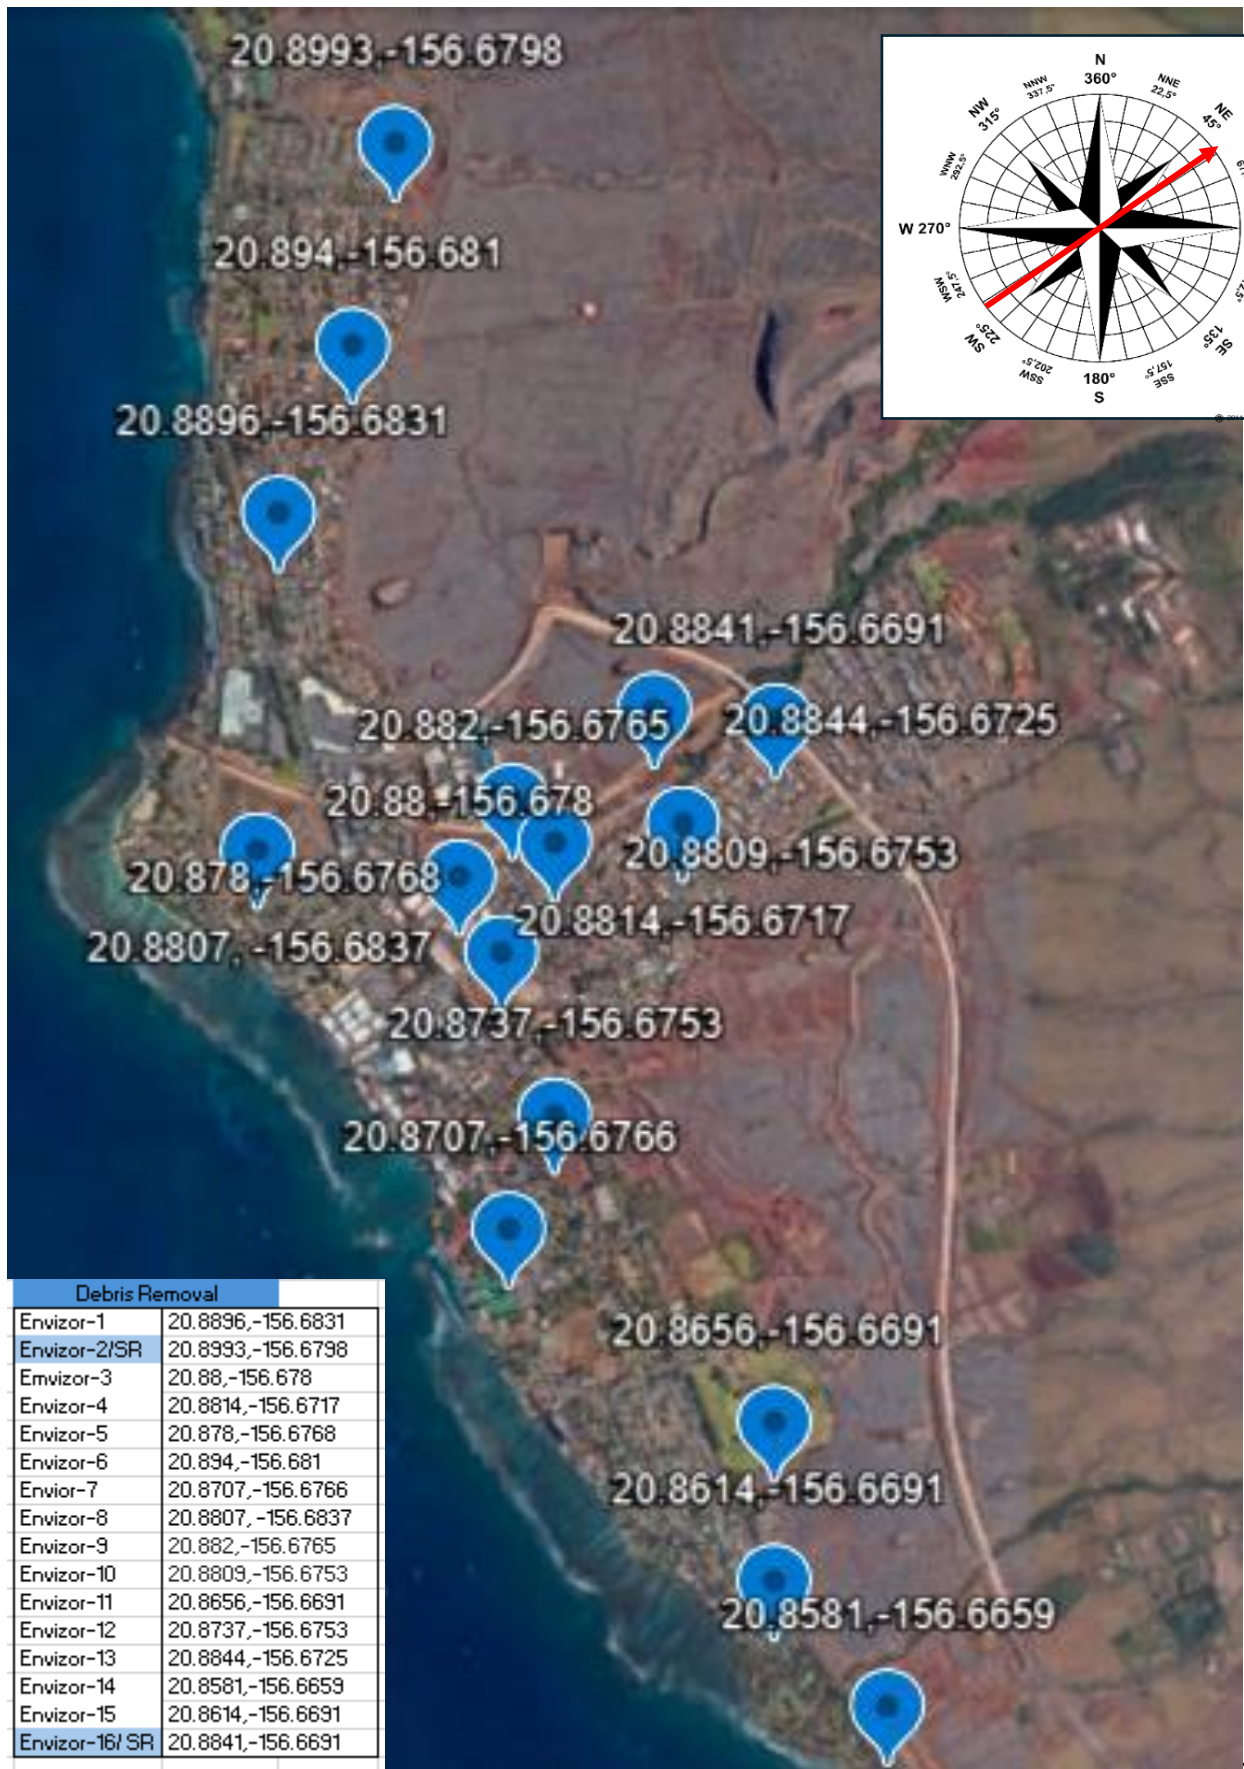 20.8993,-156.6798
20.894,-156.681
20.8896,-156.6831
N
360°
NNW
337,5°
NNE
22,5°
NW
315°
NE
45°
WNW
292,5°
W 270°
WSW
247,5°
SW
225°
SSW
202,5°
180°
S
SSE
157,5°
SE
135°
20.8841,-156.6691
20.882,-156.6765
20.8844,-156.6725
20.88,-156.678
20.8809,-156.6753
20.878,-156.6768
20.8814,-156.6717
20.8807, -156.6837
20.8737,-156.6753
20.8707,-156.6766
20.8656,-156.6691
20.8614,-156.6691
20.8581,-156.6659
Debris Removal
Envizor-1 20.8896,-156.6831
Envizor-2/SR 20.8993,-156.6798
Emvizor-3 20.88,-156.678
Envizor-4 20.8814,-156.6717
Envizor-5 20.878,-156.6768
Envizor-6 20.894,-156.681
Envior-7 20.8707,-156.6766
Envizor-8 20.8807, -156.6837
Envizor-9 20.882,-156.6765
Envizor-10 20.8809,-156.6753
Envizor-11 20.8656,-156.6691
Envizor-12 20.8737,-156.6753
Envizor-13 20.8844,-156.6725
Envizor-14 20.8581,-156.6659
Envizor-15 20.8614,-156.6691
Envizor-16/ SR 20.8841,-156.6691